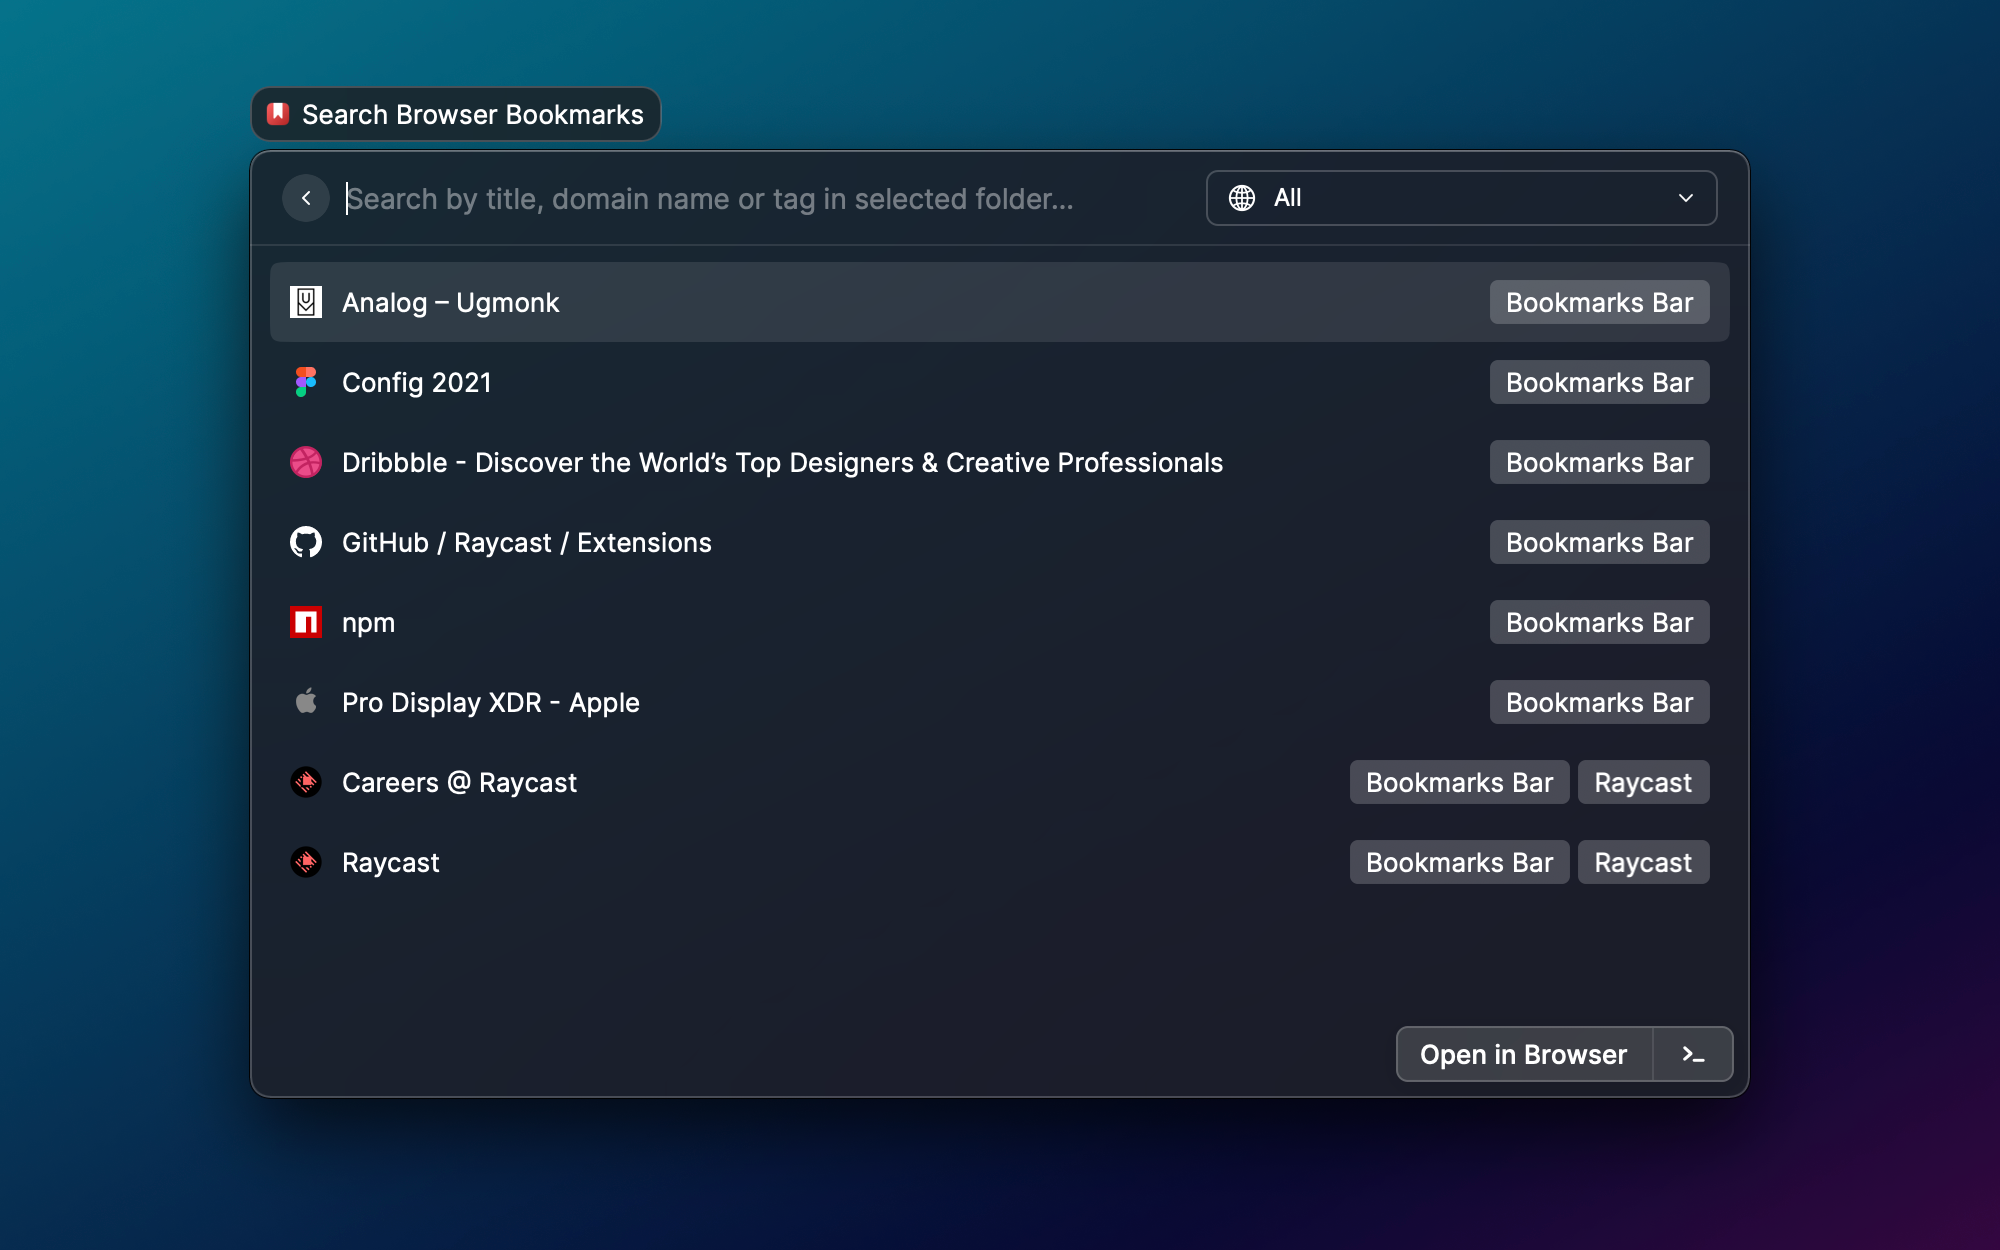 Search Browser Bookmarks
Search by title, domain name or tag in selected folder...
All
Analog – Ugmonk Bookmarks Bar
Config 2021 Bookmarks Bar
Dribbble - Discover the World’s Top Designers & Creative Professionals Bookmarks Bar
GitHub / Raycast / Extensions Bookmarks Bar
npm Bookmarks Bar
Pro Display XDR - Apple Bookmarks Bar
Careers @ Raycast Bookmarks Bar Raycast
Raycast Bookmarks Bar Raycast
Open in Browser